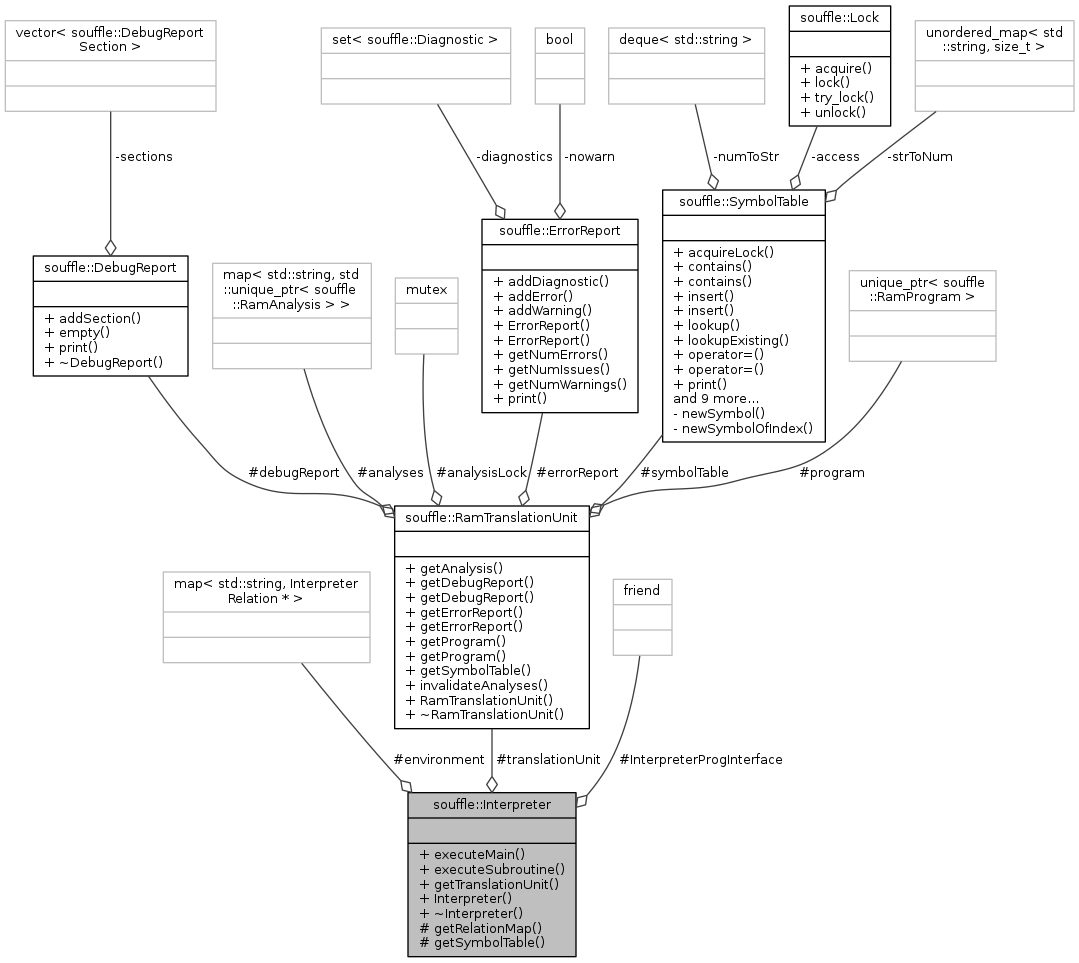 vector< souffle::DebugReport
Section >
-sections
set< souffle::Diagnostic >
-diagnostics
bool
-nowarn
deque< std::string >
-numToStr
souffle::Lock
+ acquire()
+ lock()
+ try_lock()
+ unlock()
-access
unordered_map< std
::string, size_t >
-strToNum
souffle::DebugReport
+ addSection()
+ empty()
+ print()
+ ~DebugReport()
#debugReport
map< std::string, std
::unique_ptr< souffle
::RamAnalysis > >
#analyses
mutex
#analysisLock
souffle::ErrorReport
+ addDiagnostic()
+ addError()
+ addWarning()
+ ErrorReport()
+ ErrorReport()
+ getNumErrors()
+ getNumIssues()
+ getNumWarnings()
+ print()
#errorReport
souffle::SymbolTable
+ acquireLock()
+ contains()
+ contains()
+ insert()
+ insert()
+ lookup()
+ lookupExisting()
+ operator=()
+ operator=()
+ print()
and 9 more...
- newSymbol()
- newSymbolOfIndex()
#symbolTable
unique_ptr< souffle
::RamProgram >
#program
souffle::RamTranslationUnit
+ getAnalysis()
+ getDebugReport()
+ getDebugReport()
+ getErrorReport()
+ getErrorReport()
+ getProgram()
+ getProgram()
+ getSymbolTable()
+ invalidateAnalyses()
+ RamTranslationUnit()
+ ~RamTranslationUnit()
#translationUnit
map< std::string, Interpreter
Relation * >
#environment
friend
#InterpreterProgInterface
souffle::Interpreter
+ executeMain()
+ executeSubroutine()
+ getTranslationUnit()
+ Interpreter()
+ ~Interpreter()
# getRelationMap()
# getSymbolTable()